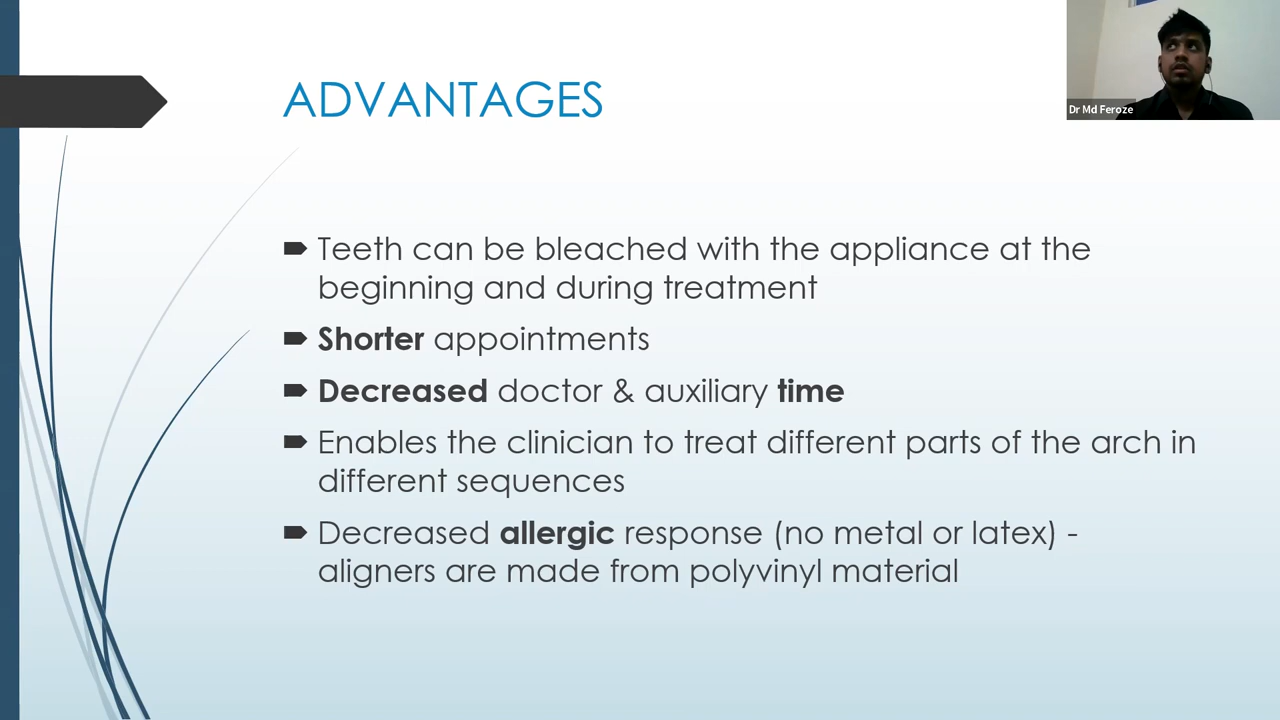 ADVANTAGES
Dr Md Feroze
Teeth can be bleached with the appliance at the
beginning and during treatment
Shorter appointments
Decreased doctor & auxiliary time
Enables the clinician to treat different parts of the arch in
different sequences
Decreased allergic response (no metal or latex) -
aligners are made from polyvinyl material